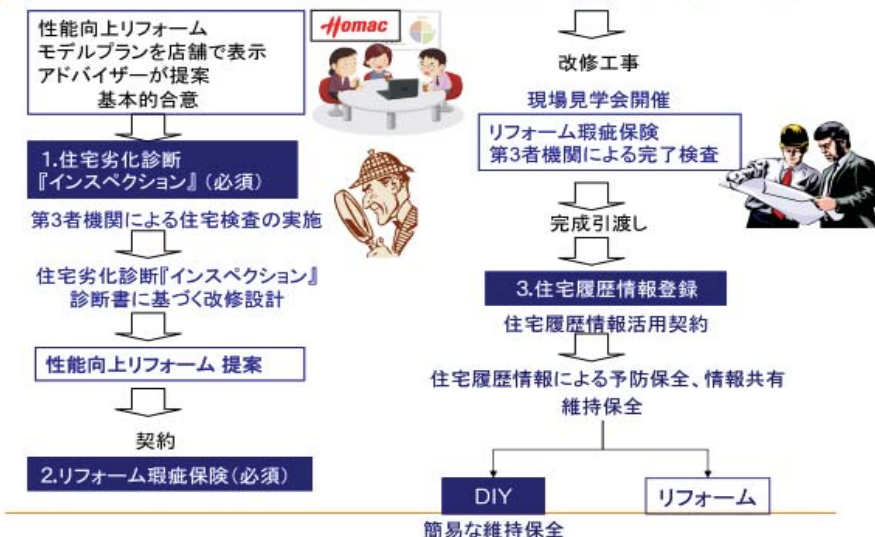 性能向上リフォーム
モデルプランを店舗で表示
アドバイザーが提案
基本的合意
Homac
1.住宅劣化診断
『インスペクション』(必須)
第3者機関による住宅検査の実施
住宅劣化診断『インスペクション』
診断書に基づく改修設計
性能向上リフォーム 提案
契約
2.リフォーム瑕疵保険(必須)
改修工事
現場見学会開催
リフォーム瑕疵保険
第3者機関による完了検査
完成引渡し
3.住宅履歴情報登録
住宅履歴情報活用契約
住宅履歴情報による予防保全、情報共有
維持保全
DIY
リフォーム
簡易な維持保全